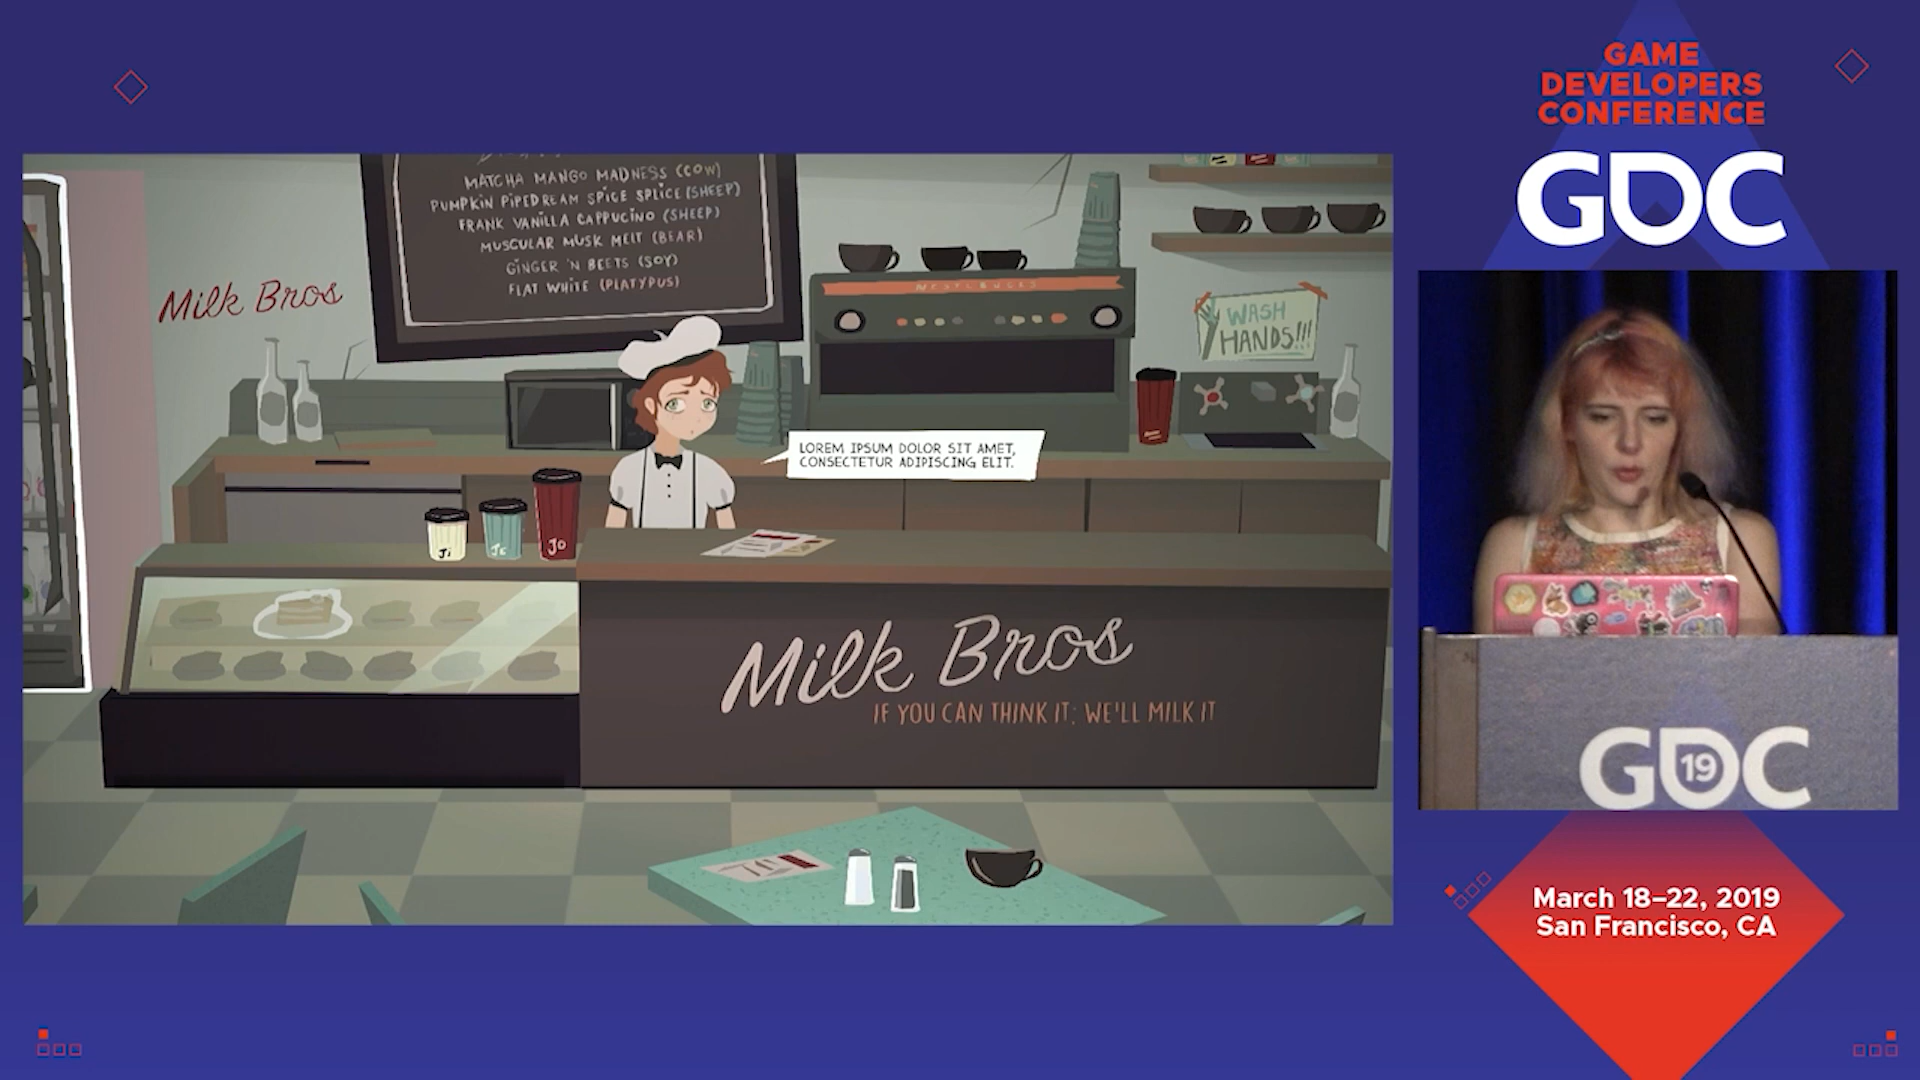 GAME
DEVELOPERS
CONFERENCE
GDC
MATCHA MANGO MADNESS (COW)
PUMPKIN PIPEDREAM SPICE SPLICE (SHEEP)
FRANK VANILLA CAPPUCINO (SHEEP)
MUSCULAR MUSK MELT (BEAR)
GINGER 'N BEETS (SOY)
FLAT WHITE (PLATYPUS)
Milk Bros
WASH
HANDS!!!
LOREM IPSUM DOLOR SIT AMET,
CONSECTETUR ADIPISCING ELIT.
Ji
Jo
Milk Bros
IF YOU CAN THINK IT; WE'LL MILK IT
GDC
19
March 18–22, 2019
San Francisco, CA